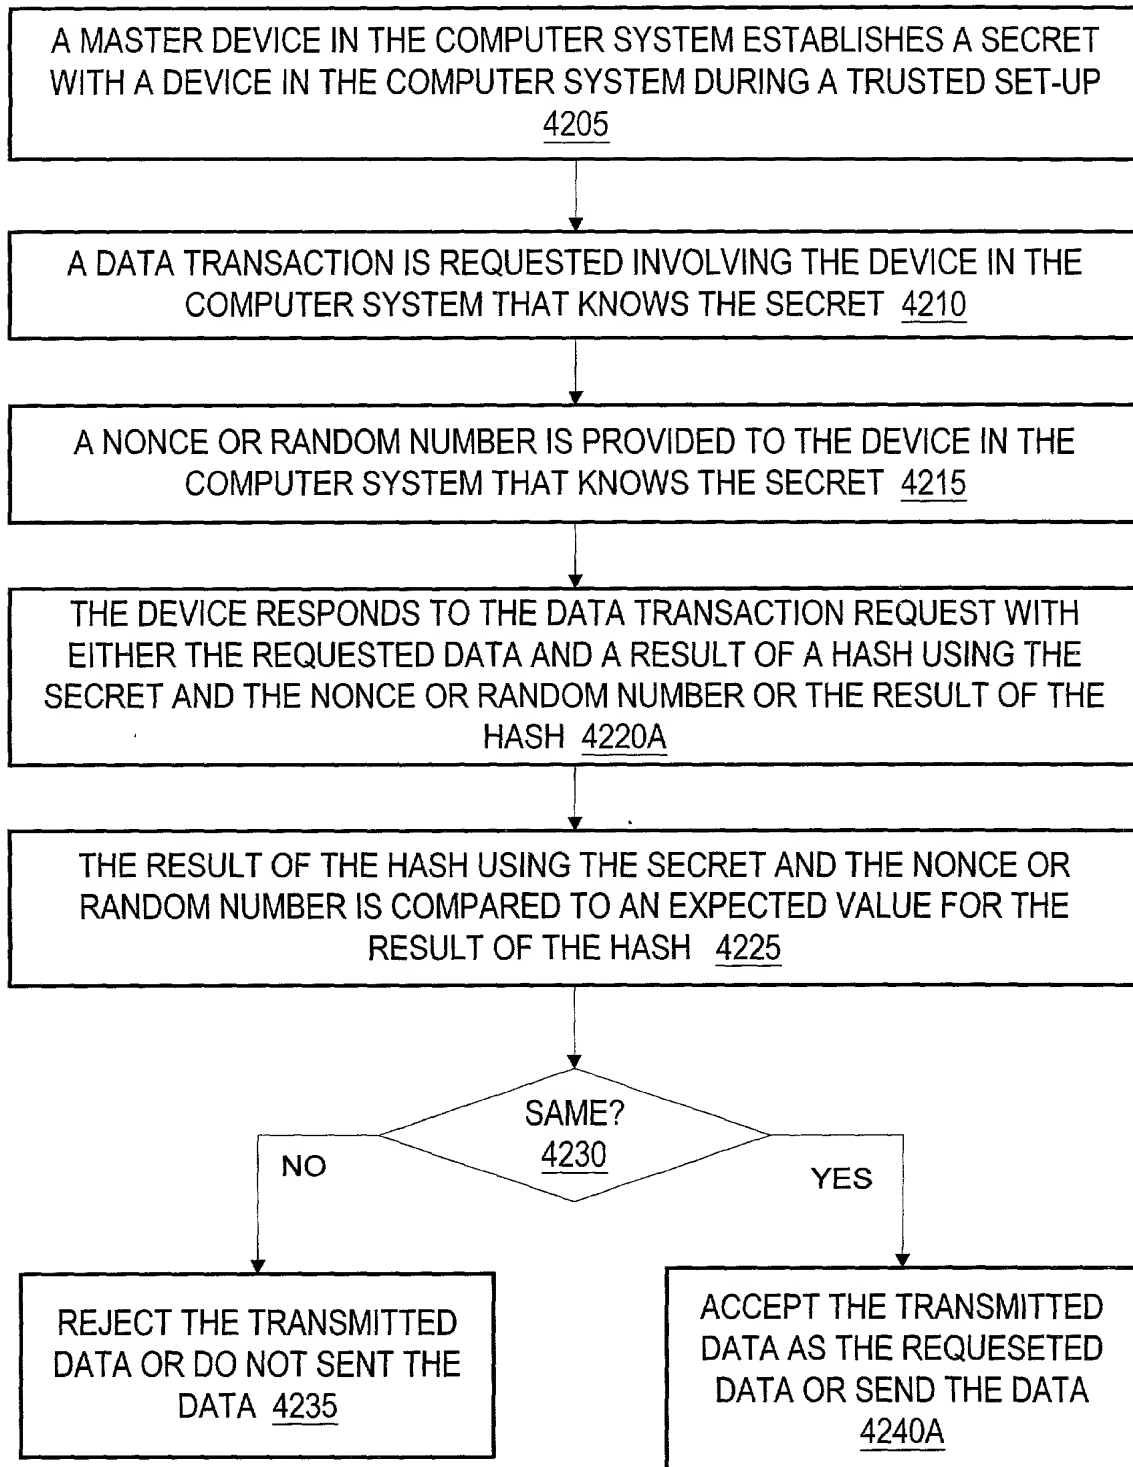 A MASTER DEVICE IN THE COMPUTER SYSTEM ESTABLISHES A SECRET
WITH A DEVICE IN THE COMPUTER SYSTEM DURING A TRUSTED SET-UP
4205
A DATA TRANSACTION IS REQUESTED INVOLVING THE DEVICE IN THE
COMPUTER SYSTEM THAT KNOWS THE SECRET 4210
A NONCE OR RANDOM NUMBER IS PROVIDED TO THE DEVICE IN THE
COMPUTER SYSTEM THAT KNOWS THE SECRET 4215
THE DEVICE RESPONDS TO THE DATA TRANSACTION REQUEST WITH
EITHER THE REQUESTED DATA AND A RESULT OF A HASH USING THE
SECRET AND THE NONCE OR RANDOM NUMBER OR THE RESULT OF THE
HASH 4220A
THE RESULT OF THE HASH USING THE SECRET AND THE NONCE OR
RANDOM NUMBER IS COMPARED TO AN EXPECTED VALUE FOR THE
RESULT OF THE HASH 4225
SAME?
4230
NO
YES
REJECT THE TRANSMITTED
DATA OR DO NOT SENT THE
DATA 4235
ACCEPT THE TRANSMITTED
DATA AS THE REQUESETED
DATA OR SEND THE DATA
4240A